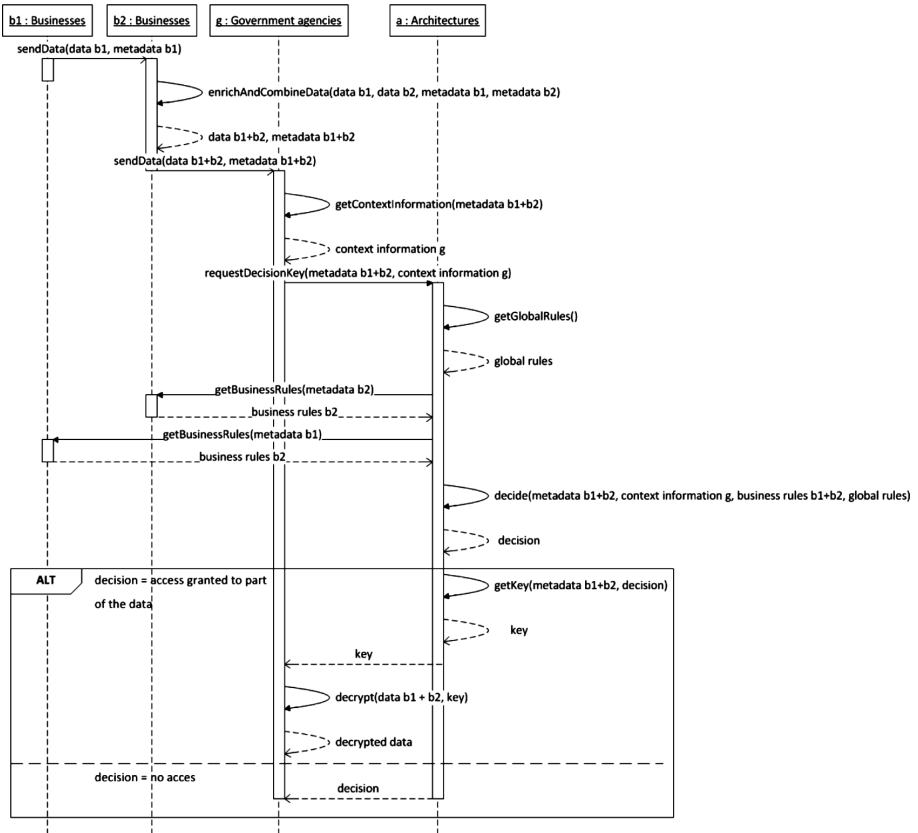 b1 : Businesses
b2 : Businesses
g : Government agencies
a : Architectures
sendData(data b1, metadata b1)
enrichAndCombineData(data b1, data b2, metadata b1, metadata b2)
data b1+b2, metadata b1+b2
sendData(data b1+b2, metadata b1+b2)
getContextInformation(metadata b1+b2)
context information g
requestDecisionKey(metadata b1+b2, context information g)
getGlobalRules()
global rules
getBusinessRules(metadata b2)
business rules b2
getBusinessRules(metadata b1)
business rules b2
decide(metadata b1+b2, context information g, business rules b1+b2, global rules)
decision
ALT
decision = access granted to part
of the data
getKey(metadata b1+b2, decision)
key
key
decrypt(data b1 + b2, key)
decrypted data
decision = no acces
decision